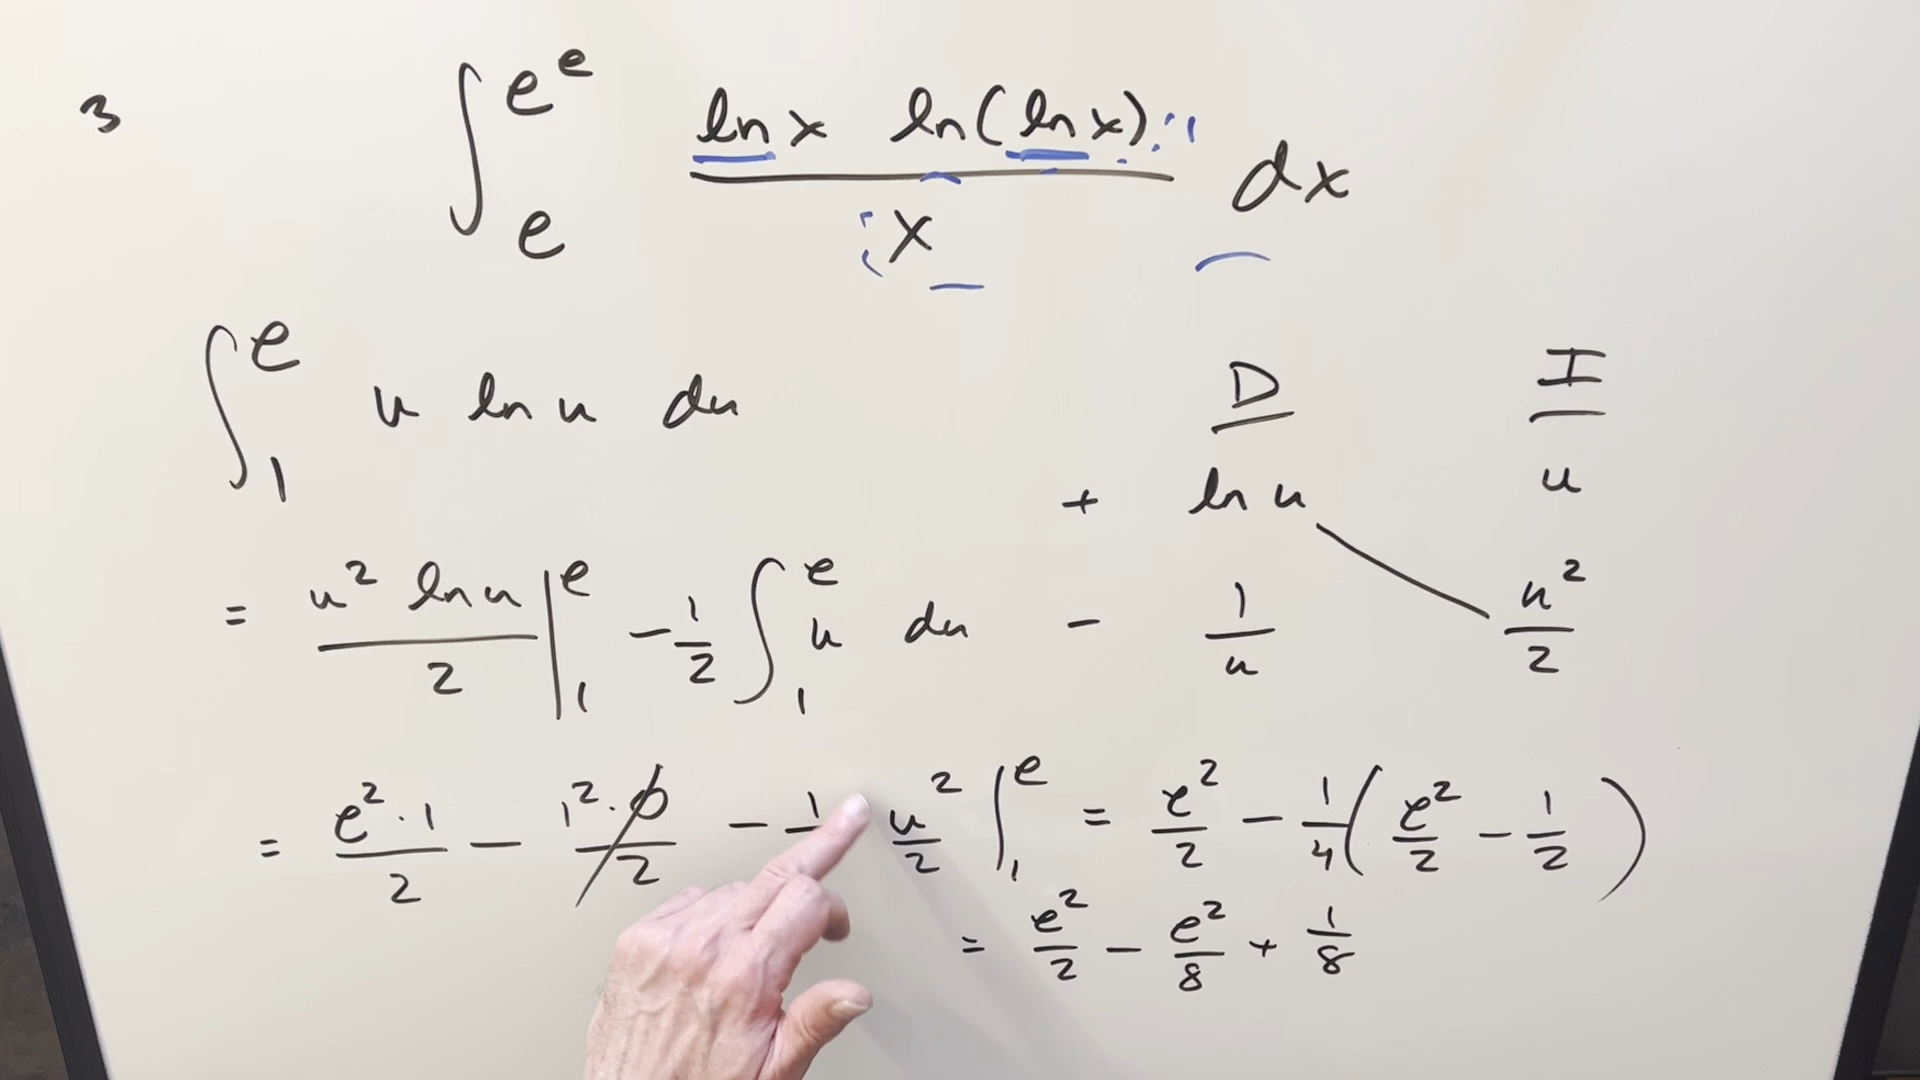 3 ∫_e^{e^e} (ln x ln(ln x))/x dx
∫_1^e u ln u du
D I
+ ln u u
= (u² ln u)/2 |_1^e - 1/2 ∫_1^e u du
- 1/u u²/2
= (e²·1)/2 - (1²·0)/2 - 1 u²/2 |_1^e = e²/2 - 1/4 (e²/2 - 1/2)
= e²/2 - e²/8 + 1/8